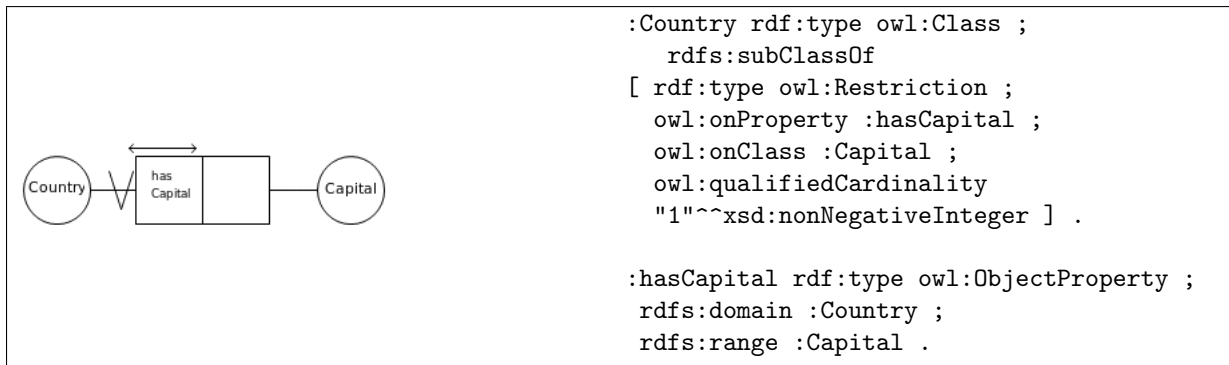 Country
has
Capital
Capital
:Country rdf:type owl:Class ;
rdfs:subClassOf
[ rdf:type owl:Restriction ;
owl:onProperty :hasCapital ;
owl:onClass :Capital ;
owl:qualifiedCardinality
"1"^^xsd:nonNegativeInteger ] .
:hasCapital rdf:type owl:ObjectProperty ;
rdfs:domain :Country ;
rdfs:range :Capital .